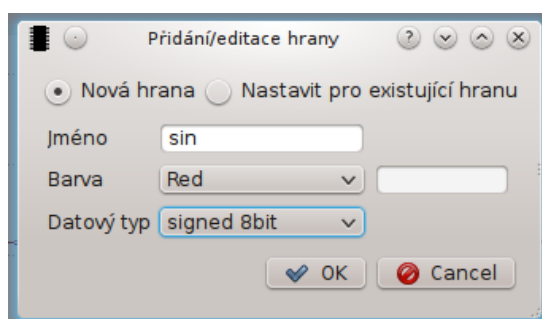 Přidání/editace hrany
Nová hrana Nastavit pro existující hranu
Jméno sin
Barva Red
Datový typ signed 8bit
OK Cancel